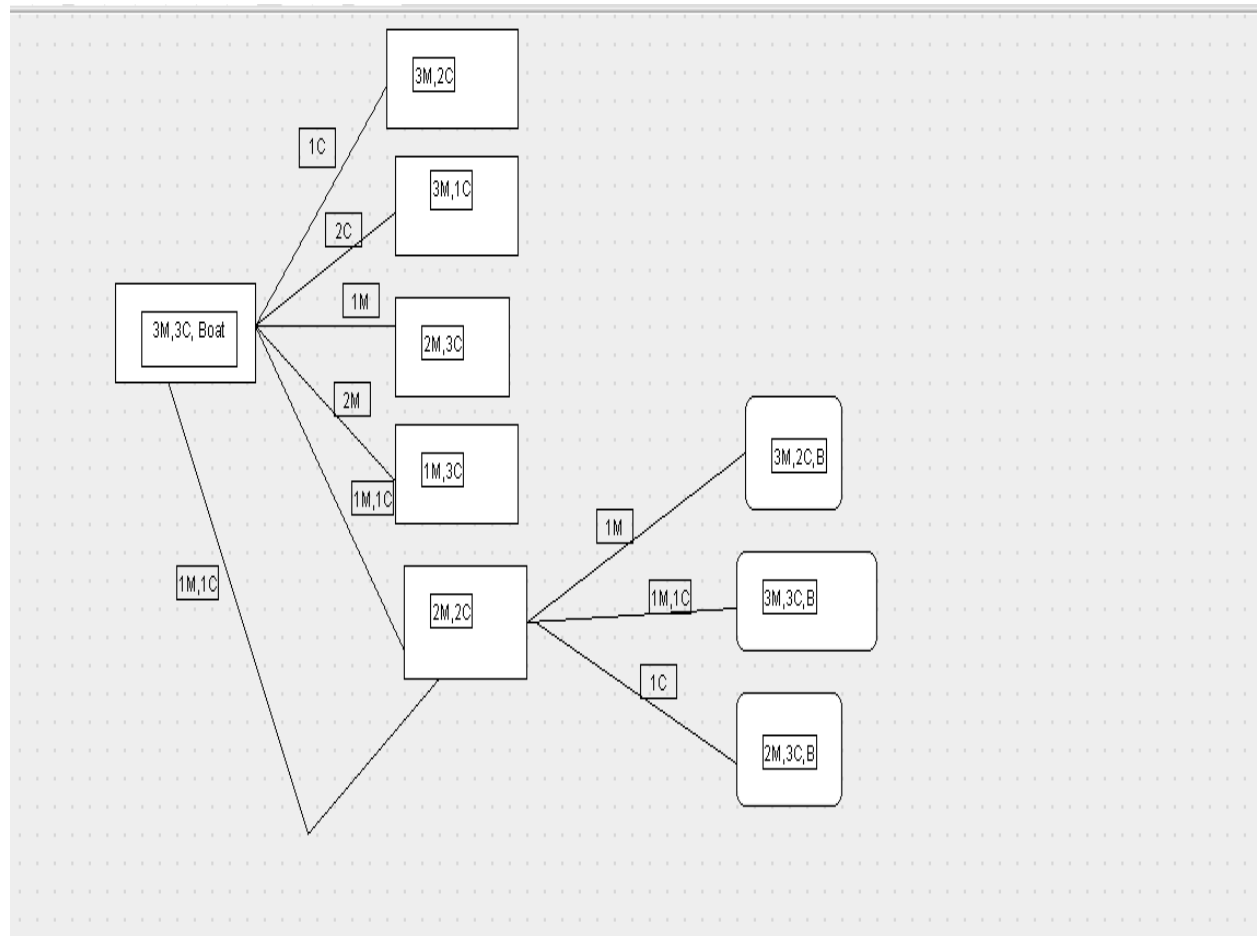 3M,2C
1C
3M,1C
2C
1M
3M,3C, Boat
2M,3C
2M
1M,3C
1M,1C
3M,2C,B
1M
1M,1C
2M,2C
1M,1C
3M,3C,B
1C
2M,3C,B